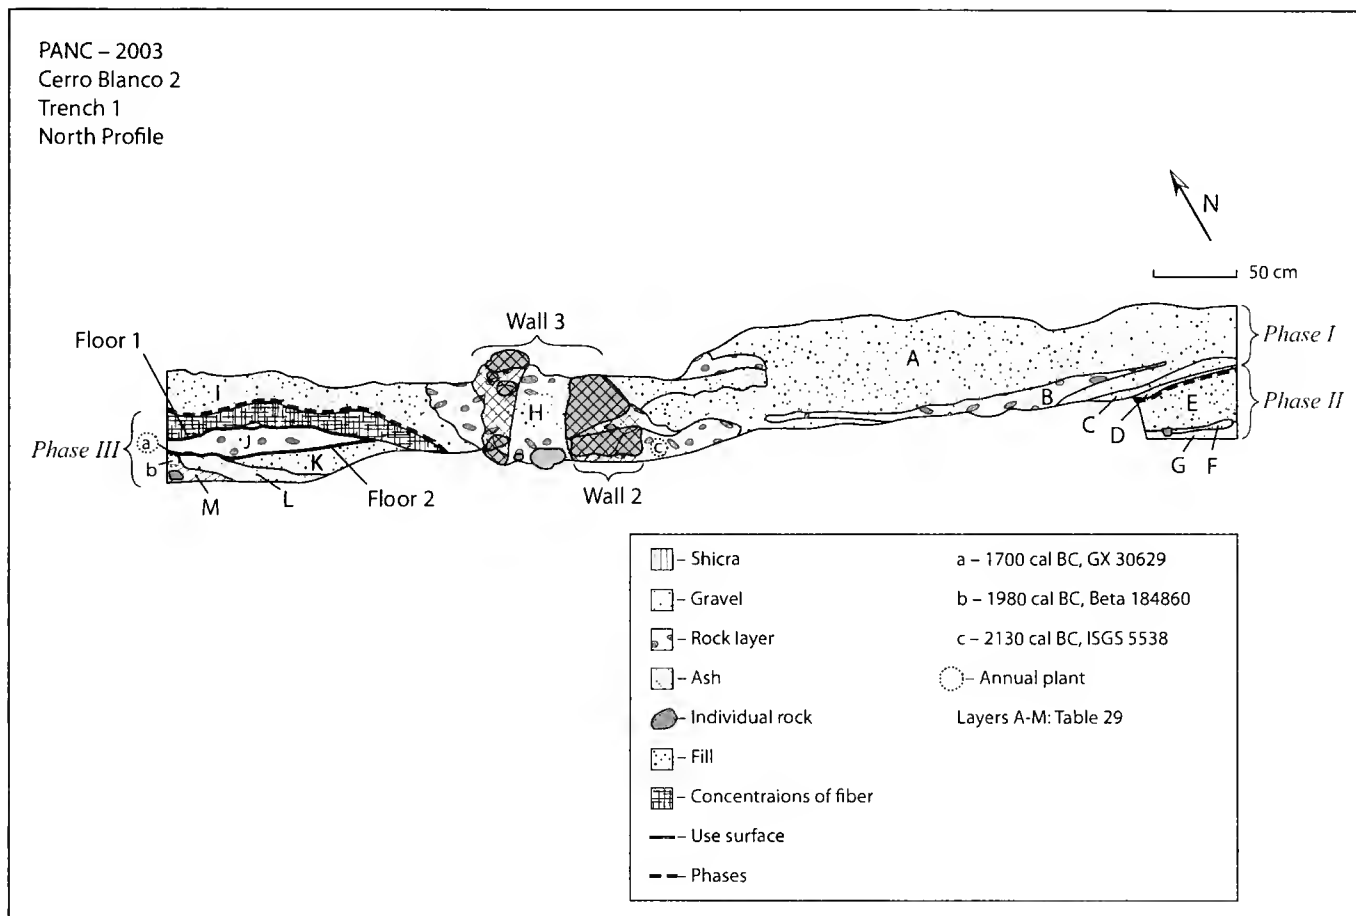 PANC – 2003
Cerro Blanco 2
Trench 1
North Profile
N
50 cm
Wall 3
Floor 1
A
Phase I
I
H
B
E
Phase II
C
D
Phase III
a
J
c
b
K
G
F
M
L
Floor 2
Wall 2
– Shicra
a – 1700 cal BC, GX 30629
– Gravel
b – 1980 cal BC, Beta 184860
– Rock layer
c – 2130 cal BC, ISGS 5538
– Ash
– Annual plant
– Individual rock
Layers A-M: Table 29
– Fill
– Concentraions of fiber
– Use surface
– Phases